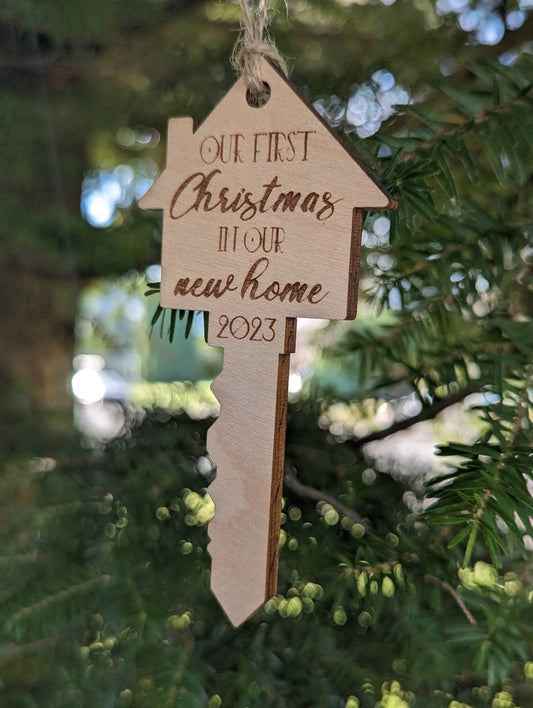 OUR FIRST
Christmas
IN OUR
new home
2023